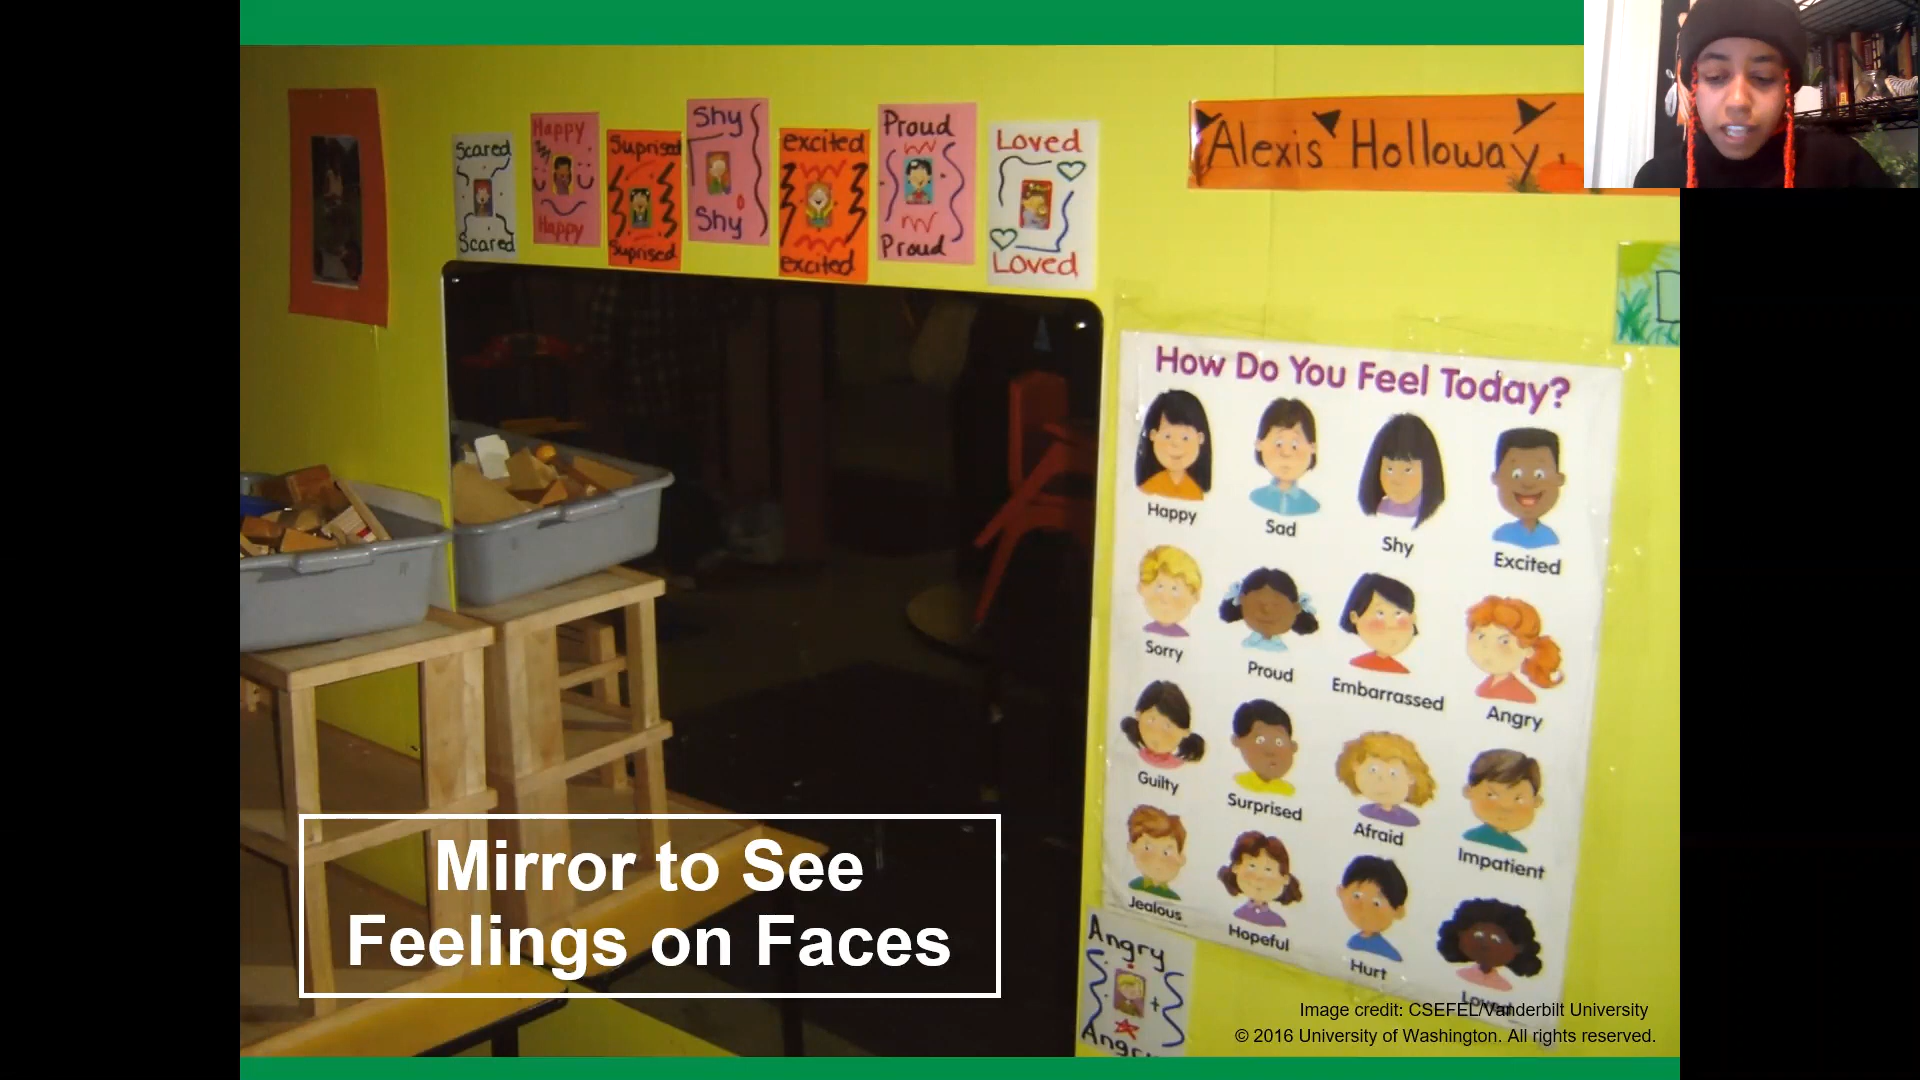 Scared
Scared
Happy
Happy
Suprised
Suprised
Shy
Shy
excited
excited
Proud
Proud
Loved
Loved
Alexis Holloway
How Do You Feel Today?
Happy
Sad
Shy
Excited
Sorry
Proud
Embarrassed
Angry
Guilty
Surprised
Afraid
Impatient
Jealous
Hopeful
Hurt
Loved
Angry
Angry
Mirror to See
Feelings on Faces
Image credit: CSEFEL/Vanderbilt University
© 2016 University of Washington. All rights reserved.